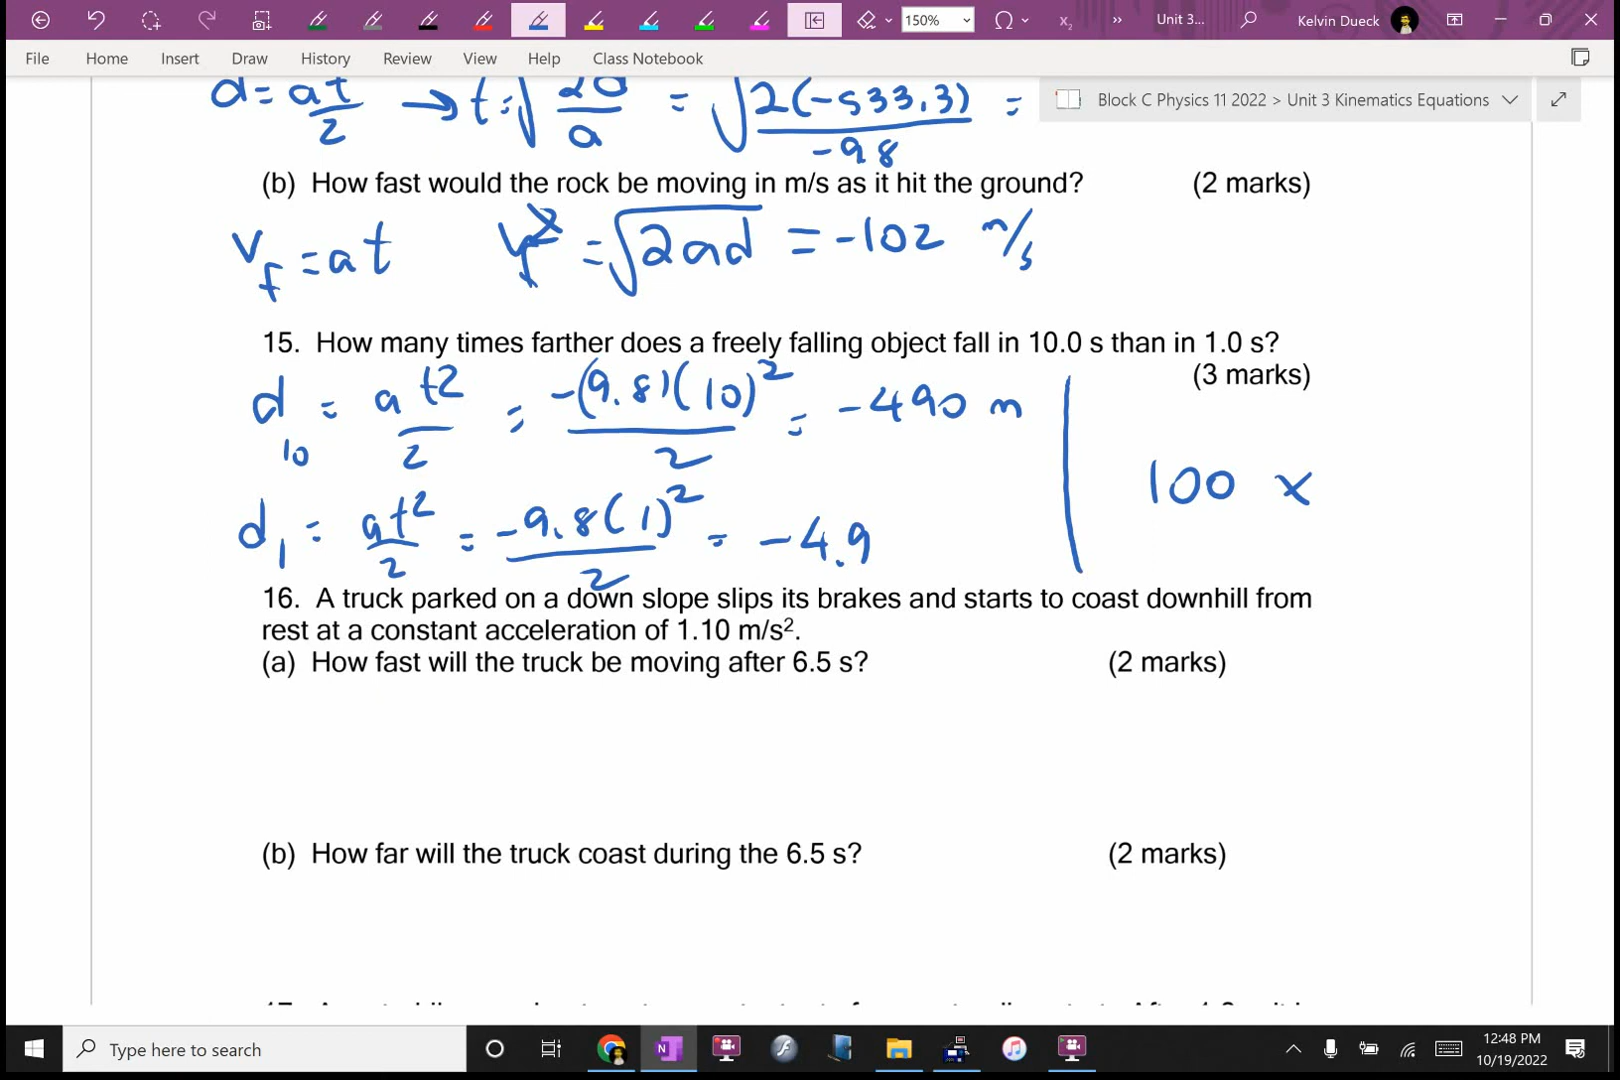 150%
Unit 3...
Kelvin Dueck
File Home Insert Draw History Review View Help Class Notebook
Block C Physics 11 2022 > Unit 3 Kinematics Equations
d = at/2 → t = √2d/a = √2(-533.3)/-9.8 =
(b) How fast would the rock be moving in m/s as it hit the ground? (2 marks)
v_f = at v_f² = √2ad = -102 m/s
15. How many times farther does a freely falling object fall in 10.0 s than in 1.0 s?
(3 marks)
d_10 = at2/2 = -(9.8)(10)²/2 = -490 m
100 x
d_1 = at²/2 = -9.8(1)²/2 = -4.9
16. A truck parked on a down slope slips its brakes and starts to coast downhill from
rest at a constant acceleration of 1.10 m/s².
(a) How fast will the truck be moving after 6.5 s? (2 marks)
(b) How far will the truck coast during the 6.5 s? (2 marks)
Type here to search
12:48 PM
10/19/2022